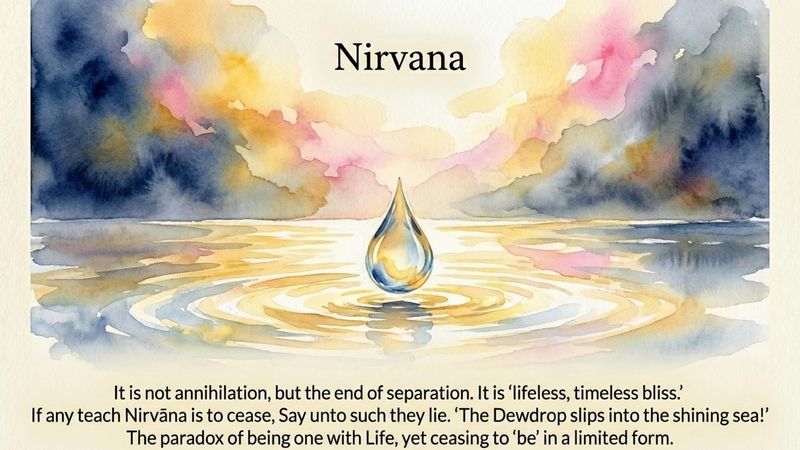 Nirvana
It is not annihilation, but the end of separation. It is ‘lifeless, timeless bliss.’
If any teach Nirvāna is to cease, Say unto such they lie. ‘The Dewdrop slips into the shining sea!’
The paradox of being one with Life, yet ceasing to ‘be’ in a limited form.